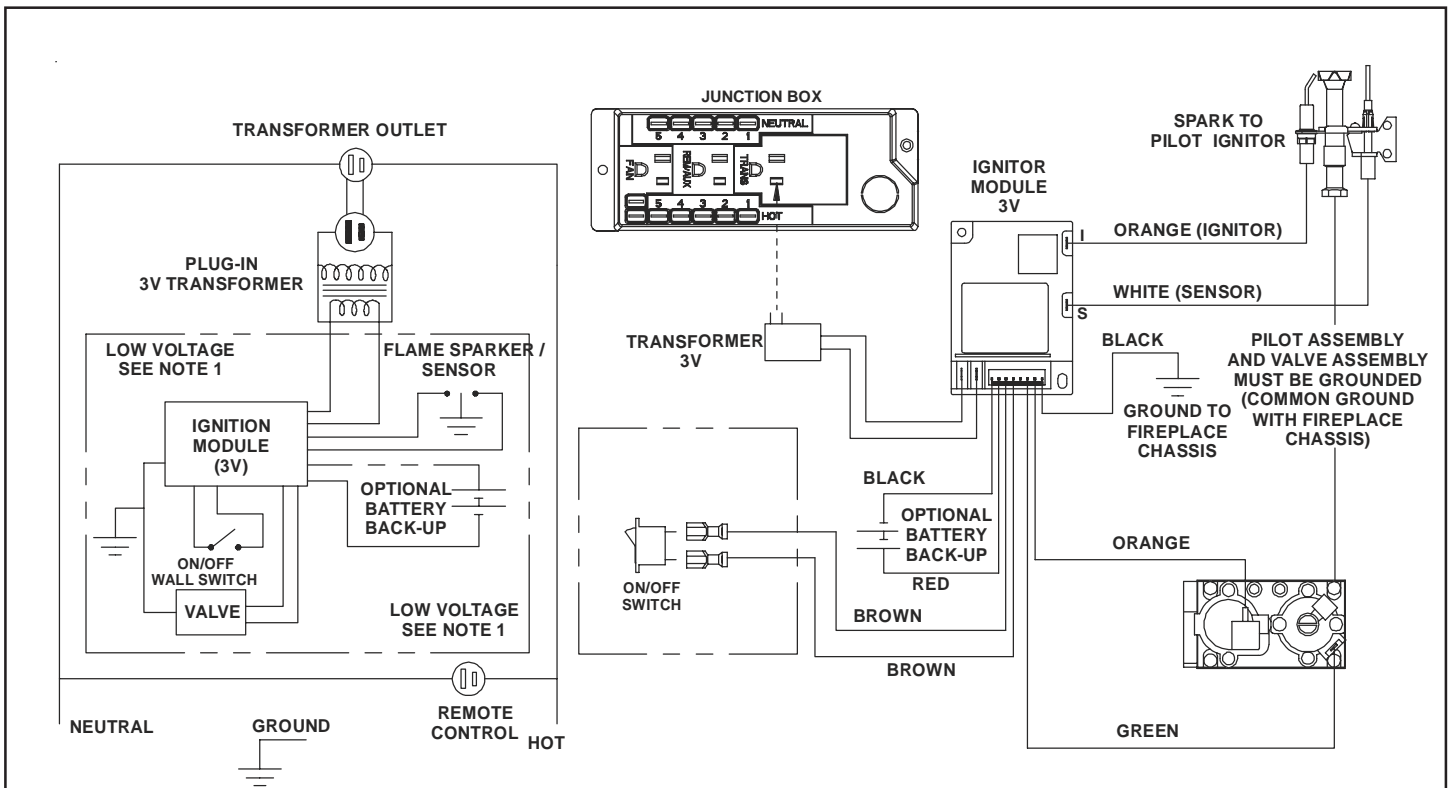 TRANSFORMER OUTLET
PLUG-IN
3V TRANSFORMER
LOW VOLTAGE
SEE NOTE 1
FLAME SPARKER /
SENSOR
IGNITION
MODULE
(3V)
OPTIONAL
BATTERY
BACK-UP
ON/OFF
WALL SWITCH
VALVE
LOW VOLTAGE
SEE NOTE 1
REMOTE
CONTROL
NEUTRAL
GROUND
HOT
JUNCTION BOX
5 4 3 2 1 NEUTRAL
FAN
REM/AUX
TRANS
5 4 3 2 1 HOT
TRANSFORMER
3V
IGNITOR
MODULE
3V
I
S
SPARK TO
PILOT IGNITOR
ORANGE (IGNITOR)
WHITE (SENSOR)
BLACK
GROUND TO
FIREPLACE
CHASSIS
PILOT ASSEMBLY
AND VALVE ASSEMBLY
MUST BE GROUNDED
(COMMON GROUND
WITH FIREPLACE
CHASSIS)
BLACK
OPTIONAL
BATTERY
BACK-UP
RED
ON/OFF
SWITCH
BROWN
BROWN
ORANGE
GREEN